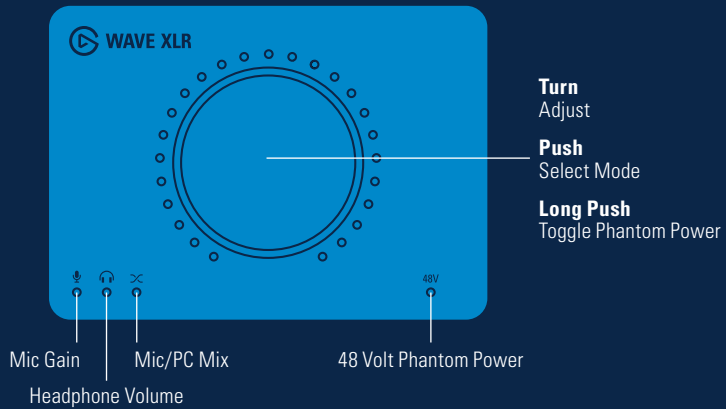 WAVE XLR
Turn
Adjust
Push
Select Mode
Long Push
Toggle Phantom Power
48V
Mic Gain
Mic/PC Mix
48 Volt Phantom Power
Headphone Volume